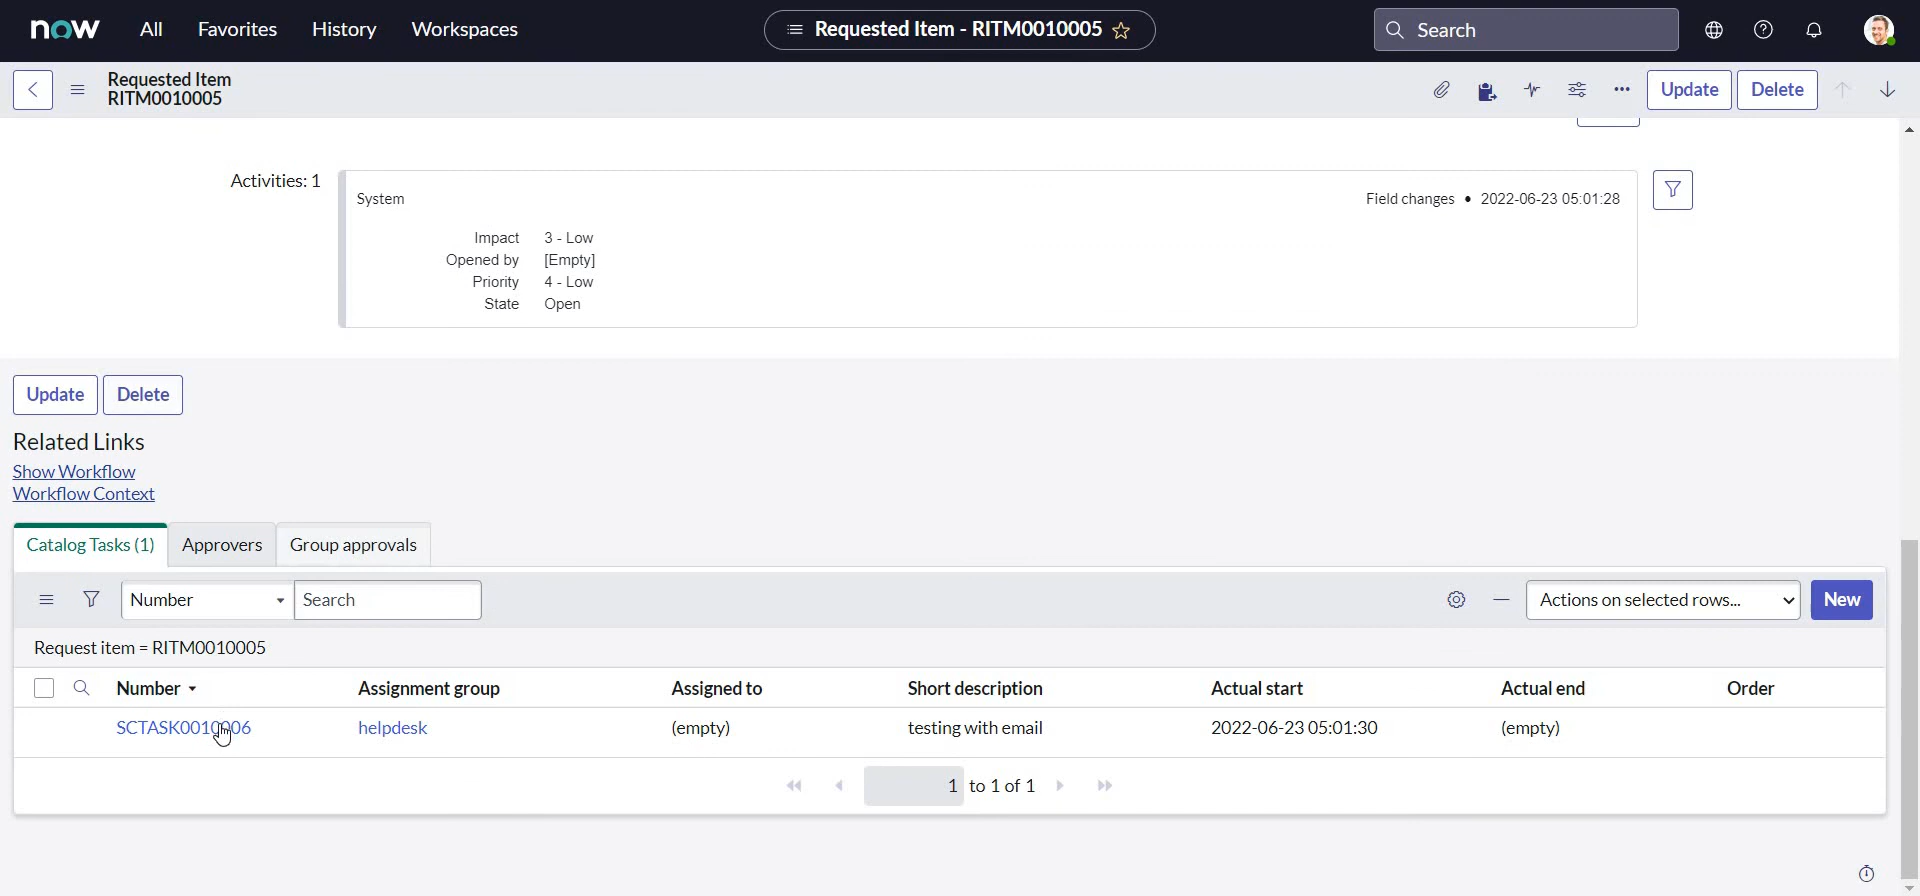 now All Favorites History Workspaces Requested Item - RITM0010005 Search
Requested Item
RITM0010005
Update Delete
Activities: 1
System Field changes • 2022-06-23 05:01:28
Impact 3 - Low
Opened by [Empty]
Priority 4 - Low
State Open
Update Delete
Related Links
Show Workflow
Workflow Context
Catalog Tasks (1) Approvers Group approvals
Number Search Actions on selected rows... New
Request item = RITM0010005
Number Assignment group Assigned to Short description Actual start Actual end Order
SCTASK0010006 helpdesk (empty) testing with email 2022-06-23 05:01:30 (empty)
1 to 1 of 1